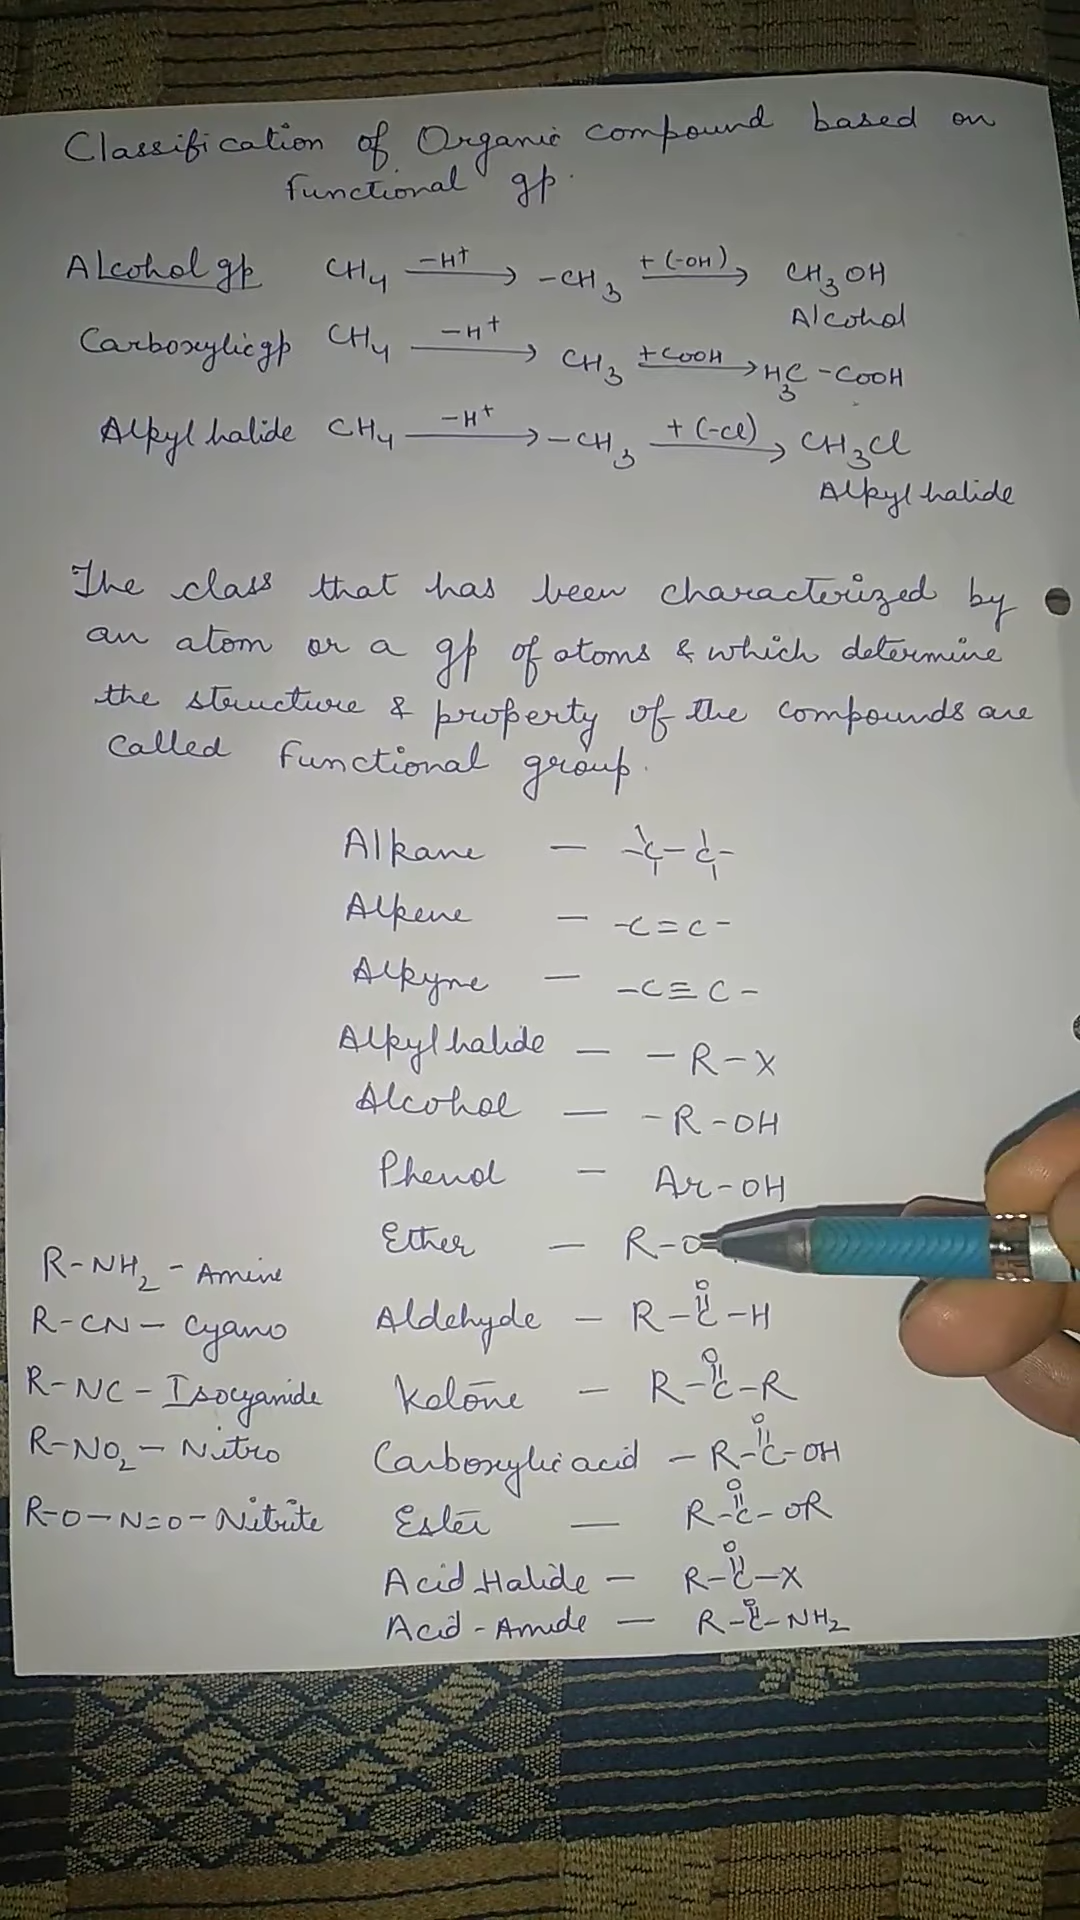 Classification of Organic compound based on
functional gp.
Alcohol gp CH4 -H+ → -CH3 + (-OH) → CH3OH
Alcohol
Carboxylic gp CH4 -H+ → CH3 +COOH → H3C-COOH
Alkyl halide CH4 -H+ → -CH3 + (-Cl) → CH3Cl
Alkyl halide
The class that has been characterized by
an atom or a gp of atoms & which determine
the structure & property of the compounds are
called functional group.
Alkane — -C-C-
Alkene — -C=C-
Alkyne — -C≡C-
Alkyl halide — -R-X
Alcohol — -R-OH
Phenol — Ar-OH
Ether — R-O
Aldehyde — R-C(=O)-H
Ketone — R-C(=O)-R
Carboxylic acid — R-C(=O)-OH
Ester — R-C(=O)-OR
Acid Halide — R-C(=O)-X
Acid-Amide — R-C(=O)-NH2
R-NH2 - Amine
R-CN - Cyano
R-NC - Isocyanide
R-NO2 - Nitro
R-O-N=O - Nitrite